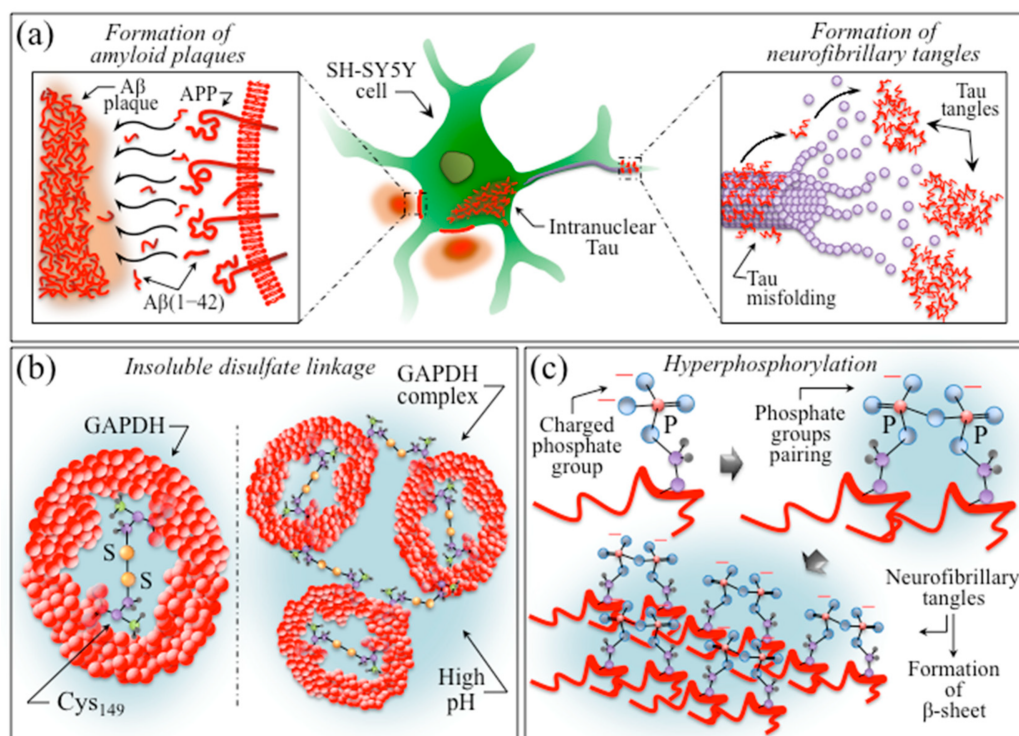 (a)
Formation of
amyloid plaques
Aβ
plaque
APP
Aβ(1−42)
SH-SY5Y
cell
Intranuclear
Tau
Formation of
neurofibrillary tangles
Tau
tangles
Tau
misfolding
(b)
Insoluble disulfate linkage
GAPDH
S
S
Cys149
GAPDH
complex
High
pH
(c)
Hyperphosphorylation
Charged
phosphate
group
P
Phosphate
groups
pairing
P
P
Neurofibrillary
tangles
Formation
of
β-sheet